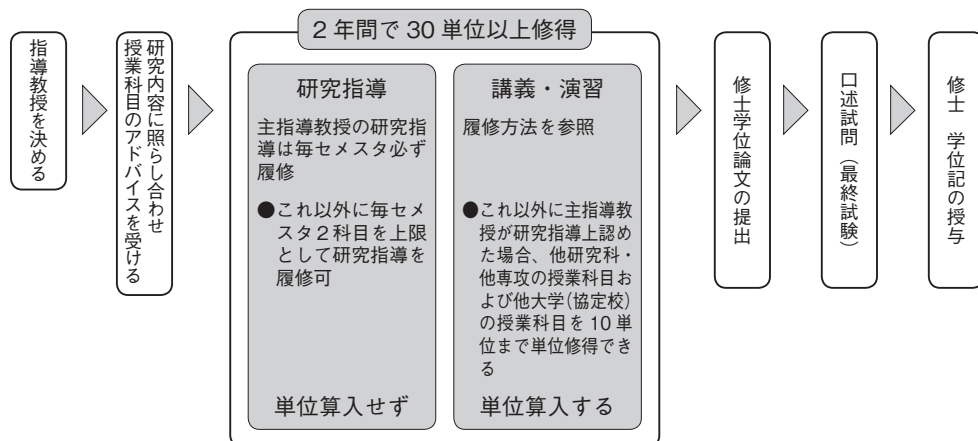 指導教授を決める
研究内容に照らし合わせ
授業科目のアドバイスを受ける
2年間で30単位以上修得
研究指導
主指導教授の研究指
導は毎セメスタ必ず
履修
●これ以外に毎セメ
スタ2科目を上限
として研究指導を
履修可
単位算入せず
講義・演習
履修方法を参照
●これ以外に主指導教
授が研究指導上認め
た場合、他研究科・
他専攻の授業科目お
よび他大学(協定校)
の授業科目を10単
位まで単位修得でき
る
単位算入する
修士学位論文の提出
口述試問(最終試験)
修士 学位記の授与